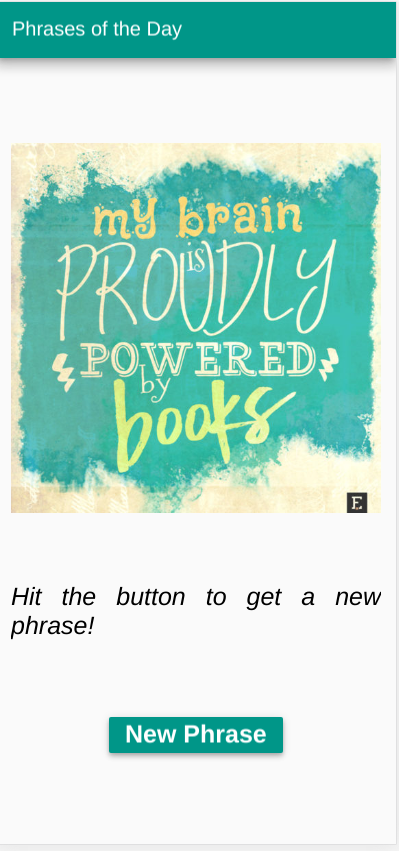 Phrases of the Day
my brain
is
PROUDLY
POWERED
by
books
E
Hit the button to get a new
phrase!
New Phrase